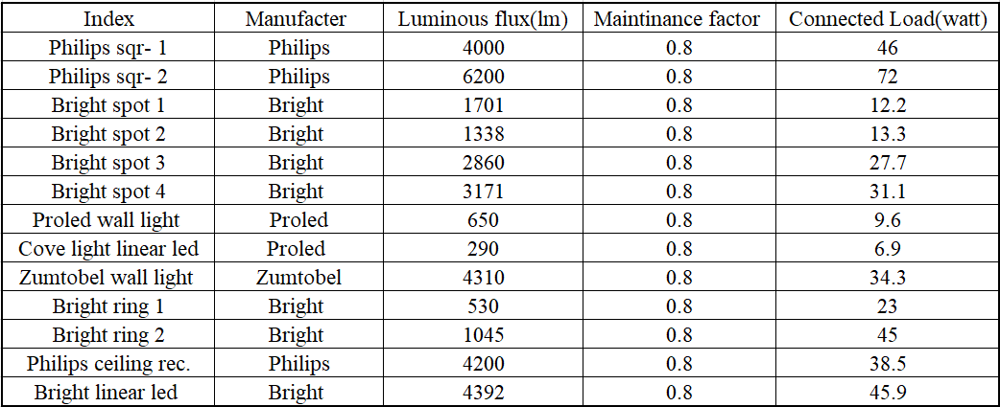 Index Manufacter Luminous flux(lm) Maintinance factor Connected Load(watt)
Philips sqr- 1 Philips 4000 0.8 46
Philips sqr- 2 Philips 6200 0.8 72
Bright spot 1 Bright 1701 0.8 12.2
Bright spot 2 Bright 1338 0.8 13.3
Bright spot 3 Bright 2860 0.8 27.7
Bright spot 4 Bright 3171 0.8 31.1
Proled wall light Proled 650 0.8 9.6
Cove light linear led Proled 290 0.8 6.9
Zumtobel wall light Zumtobel 4310 0.8 34.3
Bright ring 1 Bright 530 0.8 23
Bright ring 2 Bright 1045 0.8 45
Philips ceiling rec. Philips 4200 0.8 38.5
Bright linear led Bright 4392 0.8 45.9